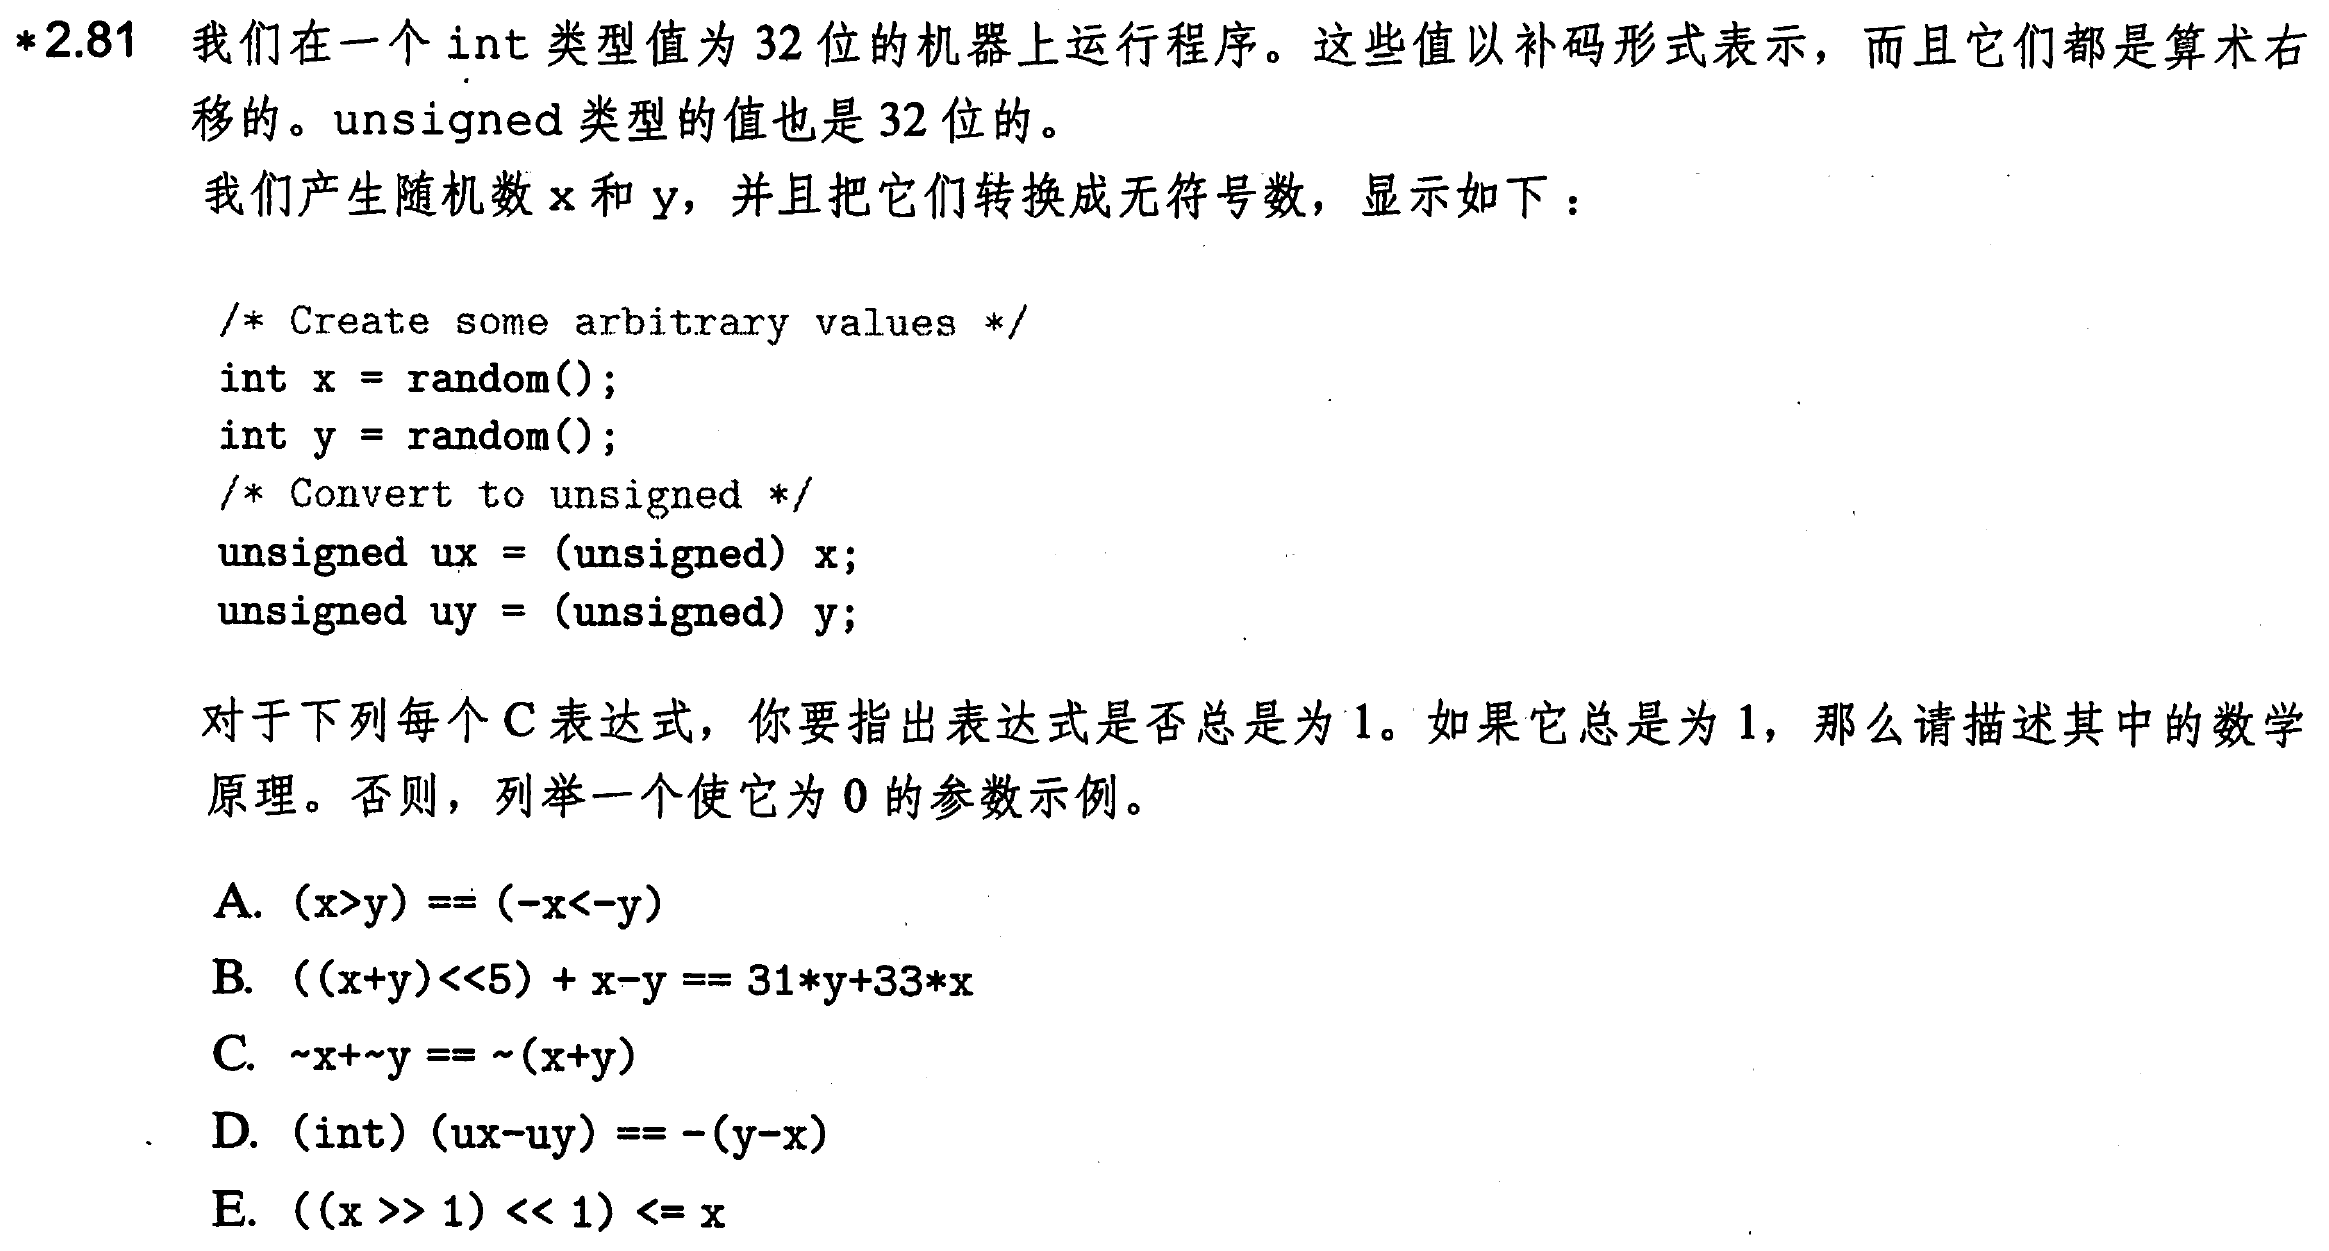 *2.81 我们在一个 int 类型值为 32 位的机器上运行程序。这些值以补码形式表示，而且它们都是算术右
移的。unsigned 类型的值也是 32 位的。
我们产生随机数 x 和 y，并且把它们转换成无符号数，显示如下：
/* Create some arbitrary values */
int x = random();
int y = random();
/* Convert to unsigned */
unsigned ux = (unsigned) x;
unsigned uy = (unsigned) y;
对于下列每个 C 表达式，你要指出表达式是否总是为 1。如果它总是为 1，那么请描述其中的数学
原理。否则，列举一个使它为 0 的参数示例。
A. (x>y) == (-x<-y)
B. ((x+y)<<5) + x-y == 31*y+33*x
C. ~x+~y == ~(x+y)
D. (int) (ux-uy) == -(y-x)
E. ((x >> 1) << 1) <= x